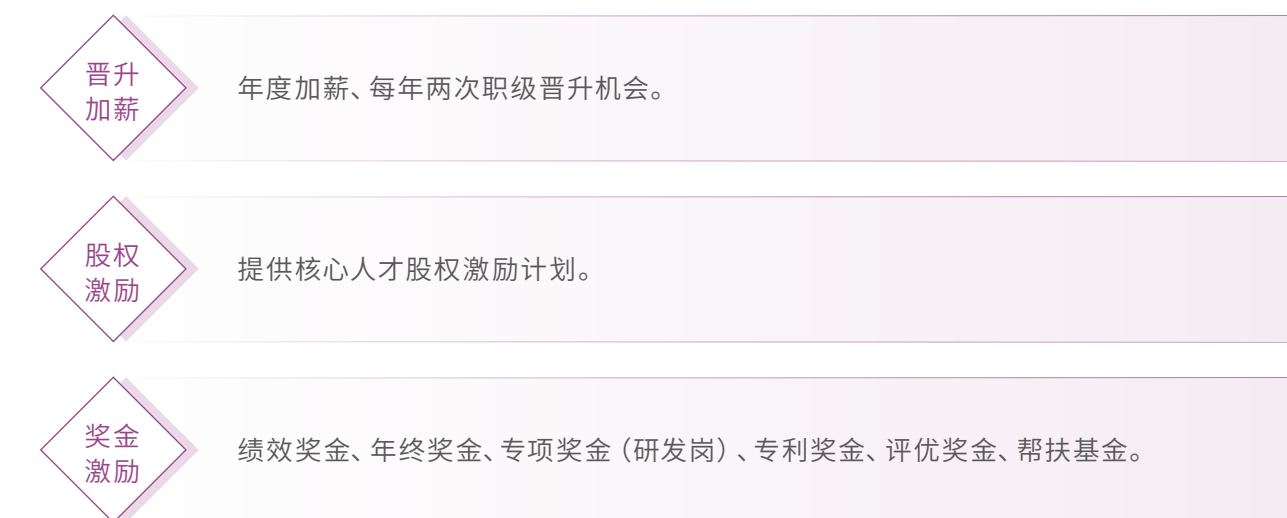 晋升
加薪
年度加薪、每年两次职级晋升机会。
股权
激励
提供核心人才股权激励计划。
奖金
激励
绩效奖金、年终奖金、专项奖金（研发岗）、专利奖金、评优奖金、帮扶基金。